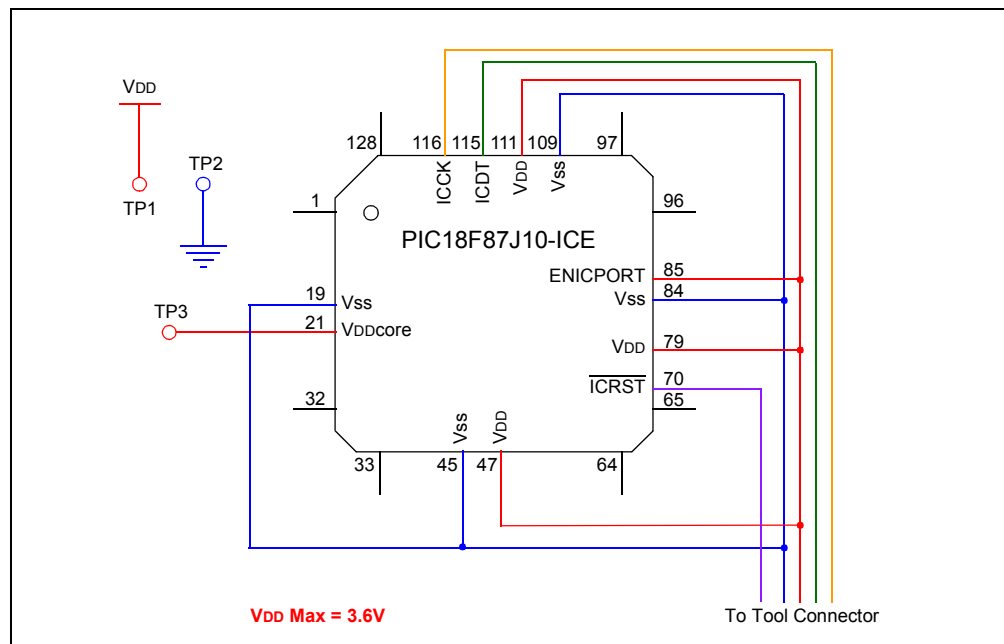 VDD
TP1
TP2
TP3
128
116
115
111
109
97
ICCK
ICDT
VDD
Vss
1
96
PIC18F87J10-ICE
ENICPORT
85
Vss
84
19
Vss
21
VDDcore
VDD
79
ICRST
70
65
32
33
Vss
VDD
45
47
64
VDD Max = 3.6V
To Tool Connector